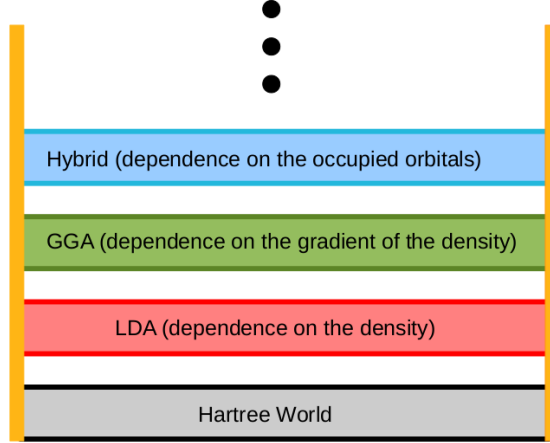 Hybrid (dependence on the occupied orbitals)
GGA (dependence on the gradient of the density)
LDA (dependence on the density)
Hartree World